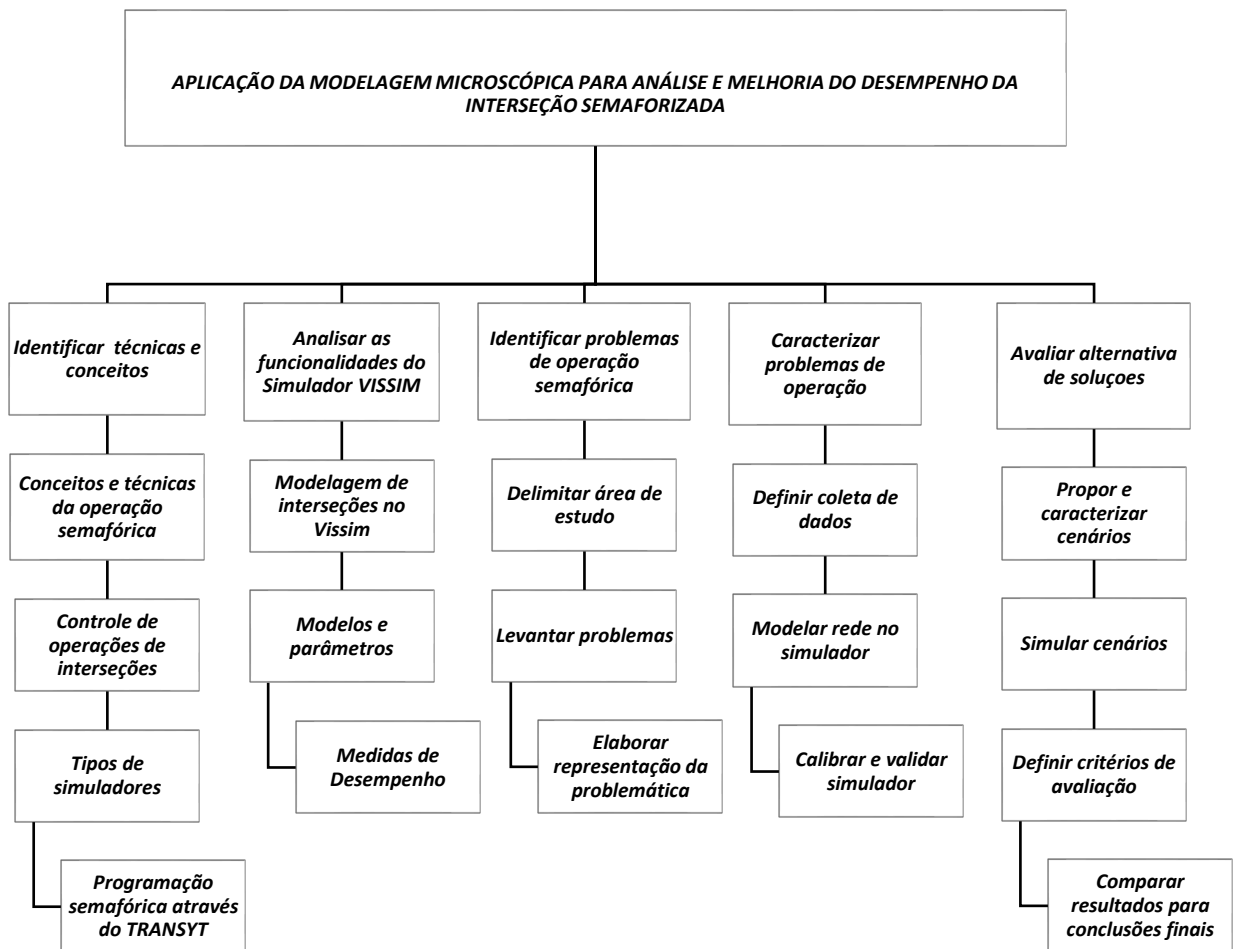 APLICAÇÃO DA MODELAGEM MICROSCÓPICA PARA ANÁLISE E MELHORIA DO DESEMPENHO DA
INTERSEÇÃO SEMAFORIZADA
Identificar técnicas e
conceitos
Conceitos e técnicas
da operação
semafórica
Controle de
operações de
interseções
Tipos de
simuladores
Programação
semafórica através
do TRANSYT
Analisar as
funcionalidades do
Simulador VISSIM
Modelagem de
interseções no
Vissim
Modelos e
parâmetros
Medidas de
Desempenho
Identificar problemas
de operação
semafórica
Delimitar área de
estudo
Levantar problemas
Elaborar
representação da
problemática
Caracterizar
problemas de
operação
Definir coleta de
dados
Modelar rede no
simulador
Calibrar e validar
simulador
Avaliar alternativa
de soluçoes
Propor e
caracterizar
cenários
Simular cenários
Definir critérios de
avaliação
Comparar
resultados para
conclusões finais